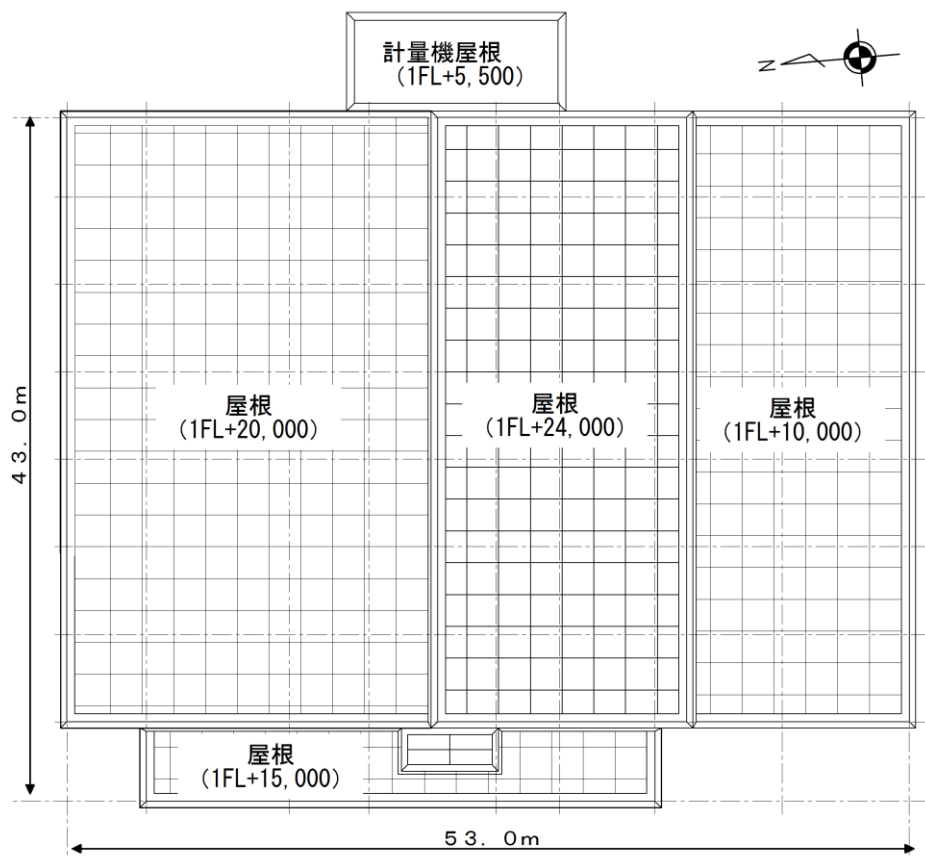 計量機屋根
(1FL+5,500)
N
屋根
(1FL+20,000)
屋根
(1FL+24,000)
屋根
(1FL+10,000)
43.0m
屋根
(1FL+15,000)
53.0m